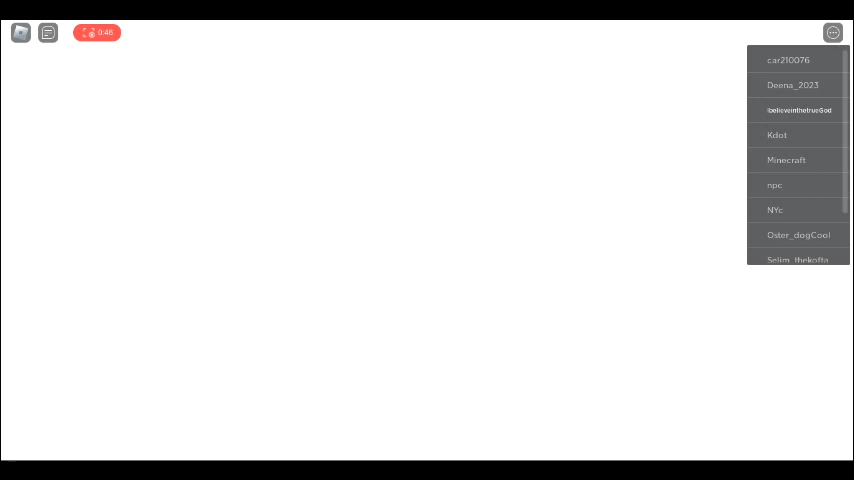 0:46
car210076
Deena_2023
IbelieveinthetrueGod
Kdot
Minecraft
npc
NYc
Oster_dogCool
Selim_thekofta